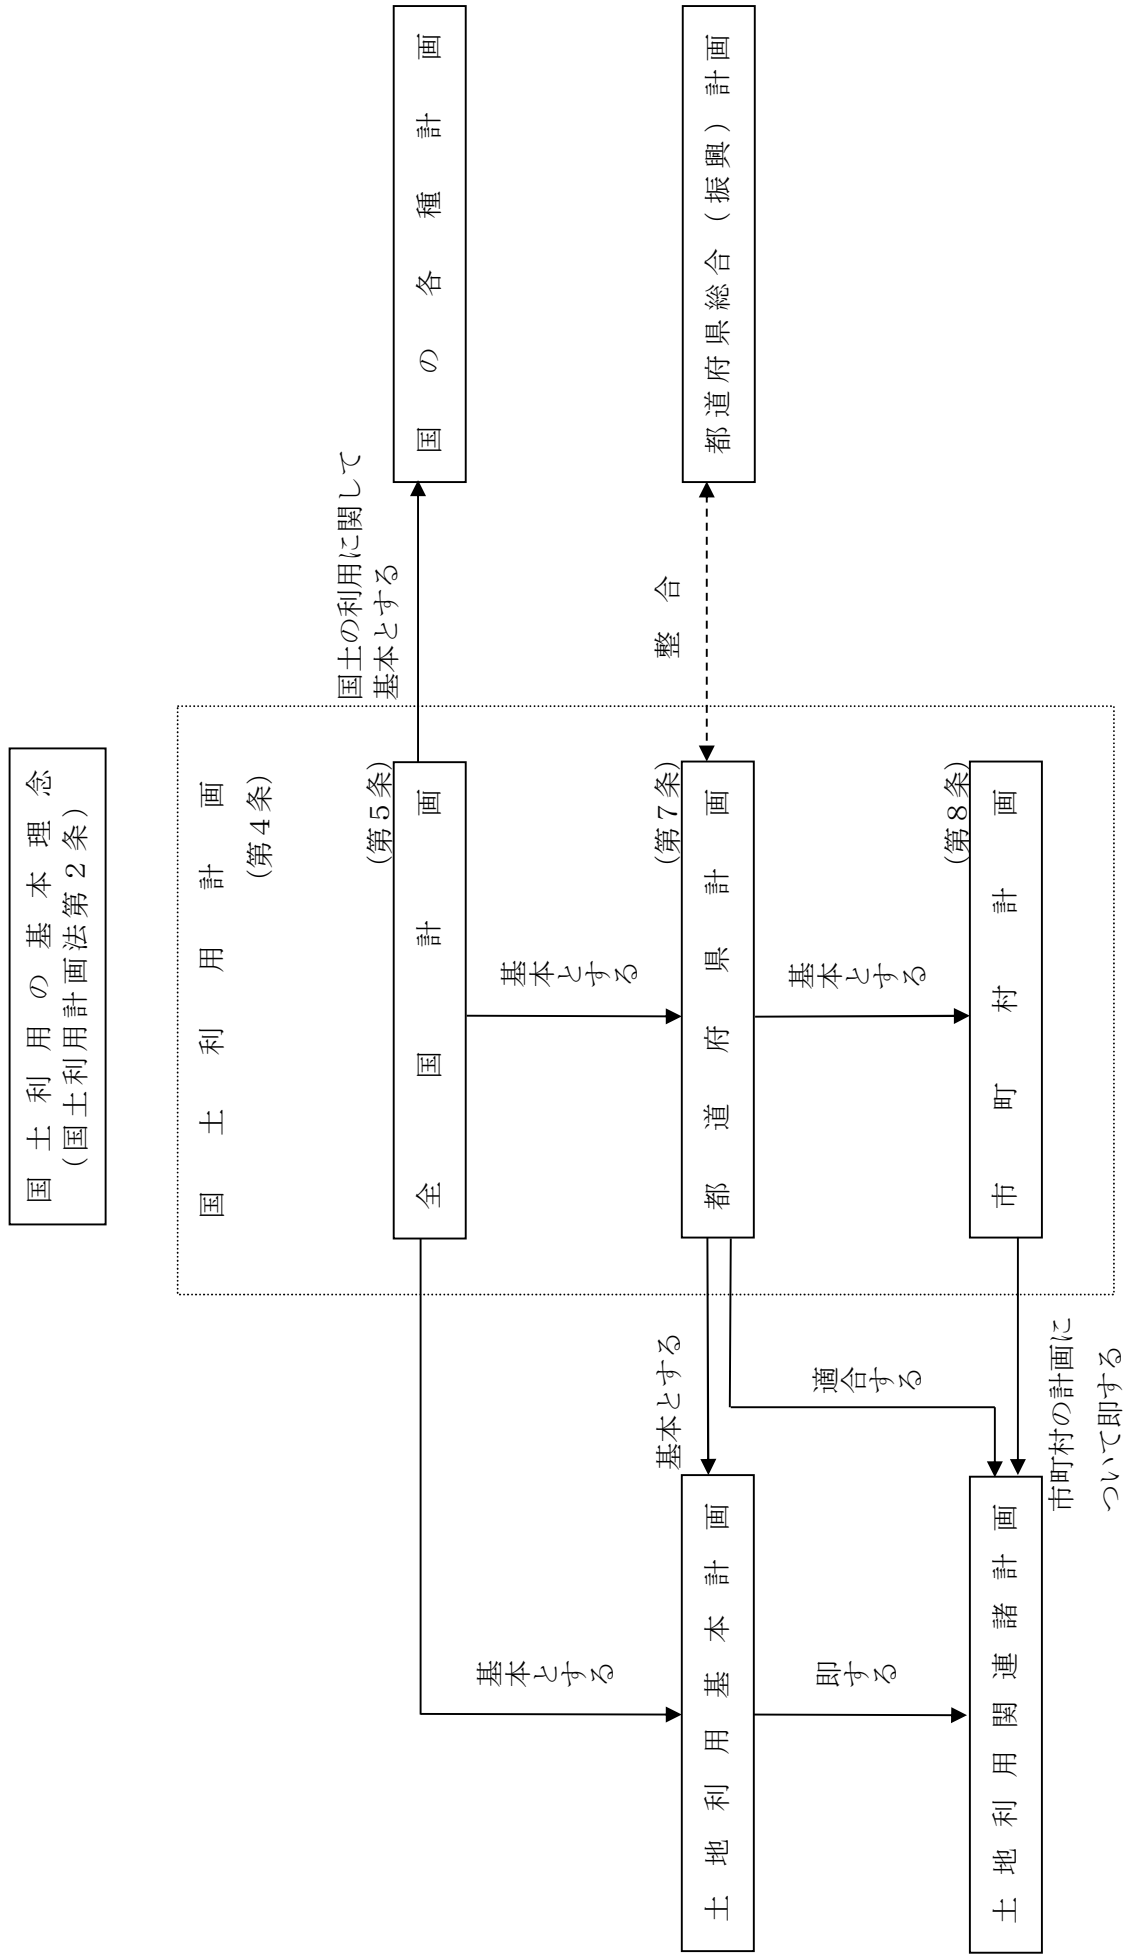 国土利用の基本理念
（国土利用計画法第２条）
国土利用計画
（第４条）
国土の利用に関して
基本とする
（第５条）
全国計画
国の各種計画
基本とする
基本とする
整合
（第７条）
土地利用基本計画
基本とする
都道府県計画
都道府県総合（振興）計画
即する
適合する
基本とする
（第８条）
土地利用関連諸計画
市町村計画
市町村の計画に
ついて即する